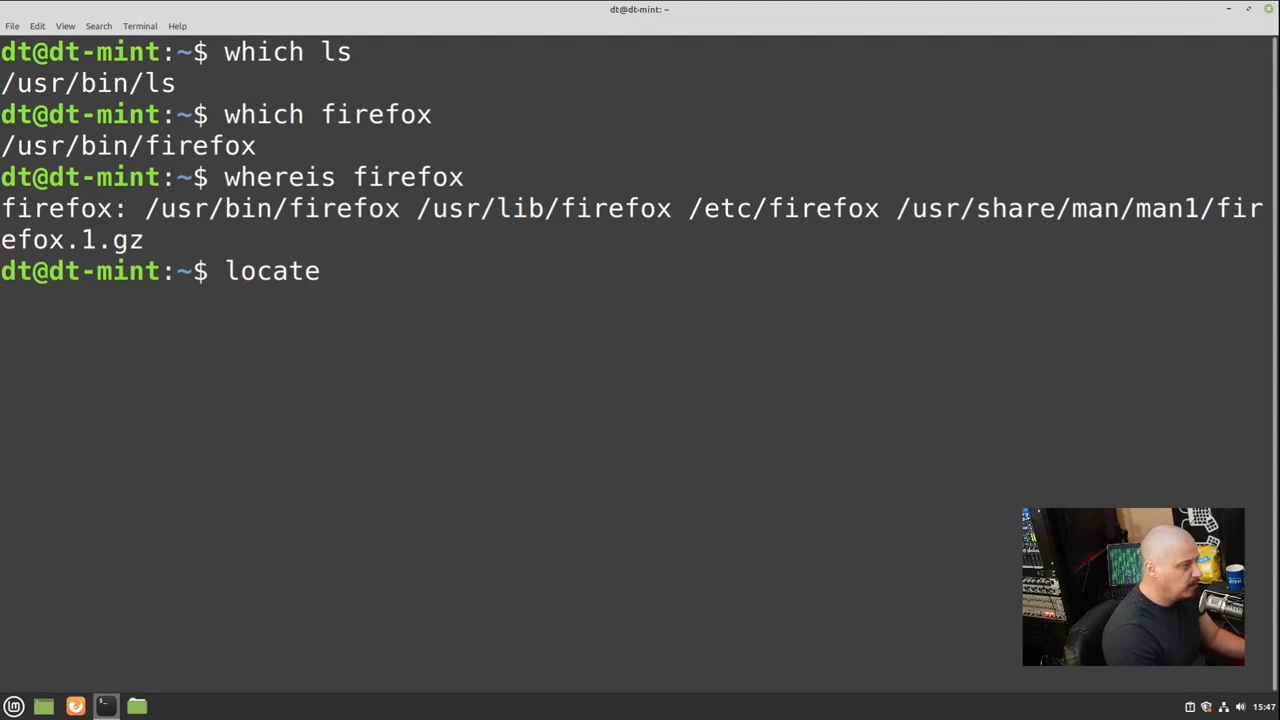 dt@dt-mint: ~
File Edit View Search Terminal Help
dt@dt-mint:~$ which ls
/usr/bin/ls
dt@dt-mint:~$ which firefox
/usr/bin/firefox
dt@dt-mint:~$ whereis firefox
firefox: /usr/bin/firefox /usr/lib/firefox /etc/firefox /usr/share/man/man1/fir
efox.1.gz
dt@dt-mint:~$ locate
15:47